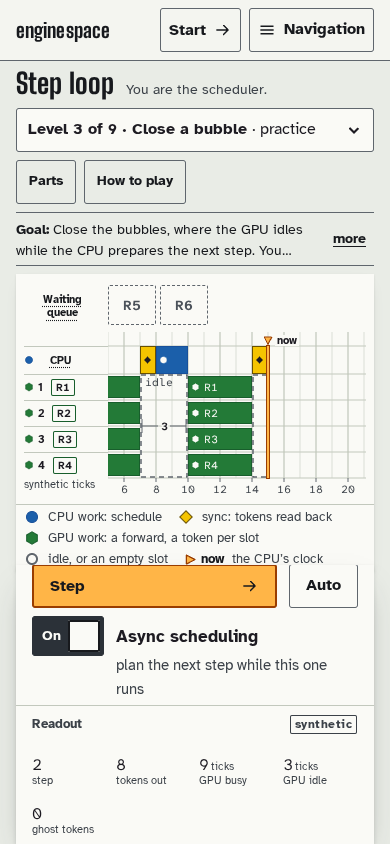 enginespace
Start →
Navigation
Step loop You are the scheduler.
Level 3 of 9 · Close a bubble · practice
Parts
How to play
Goal: Close the bubbles, where the GPU idles
while the CPU prepares the next step. You…
more
Waiting
queue
R5 R6
now
CPU
idle
1 R1 R1
2 R2 R2
3 R3 3 R3
4 R4 R4
synthetic ticks 6 8 10 12 14 16 18 20
CPU work: schedule sync: tokens read back
GPU work: a forward, a token per slot
idle, or an empty slot now the CPU's clock
Step →
Auto
On
Async scheduling
plan the next step while this one
runs
Readout synthetic
2 8 9 ticks 3 ticks
step tokens out GPU busy GPU idle
0
ghost tokens